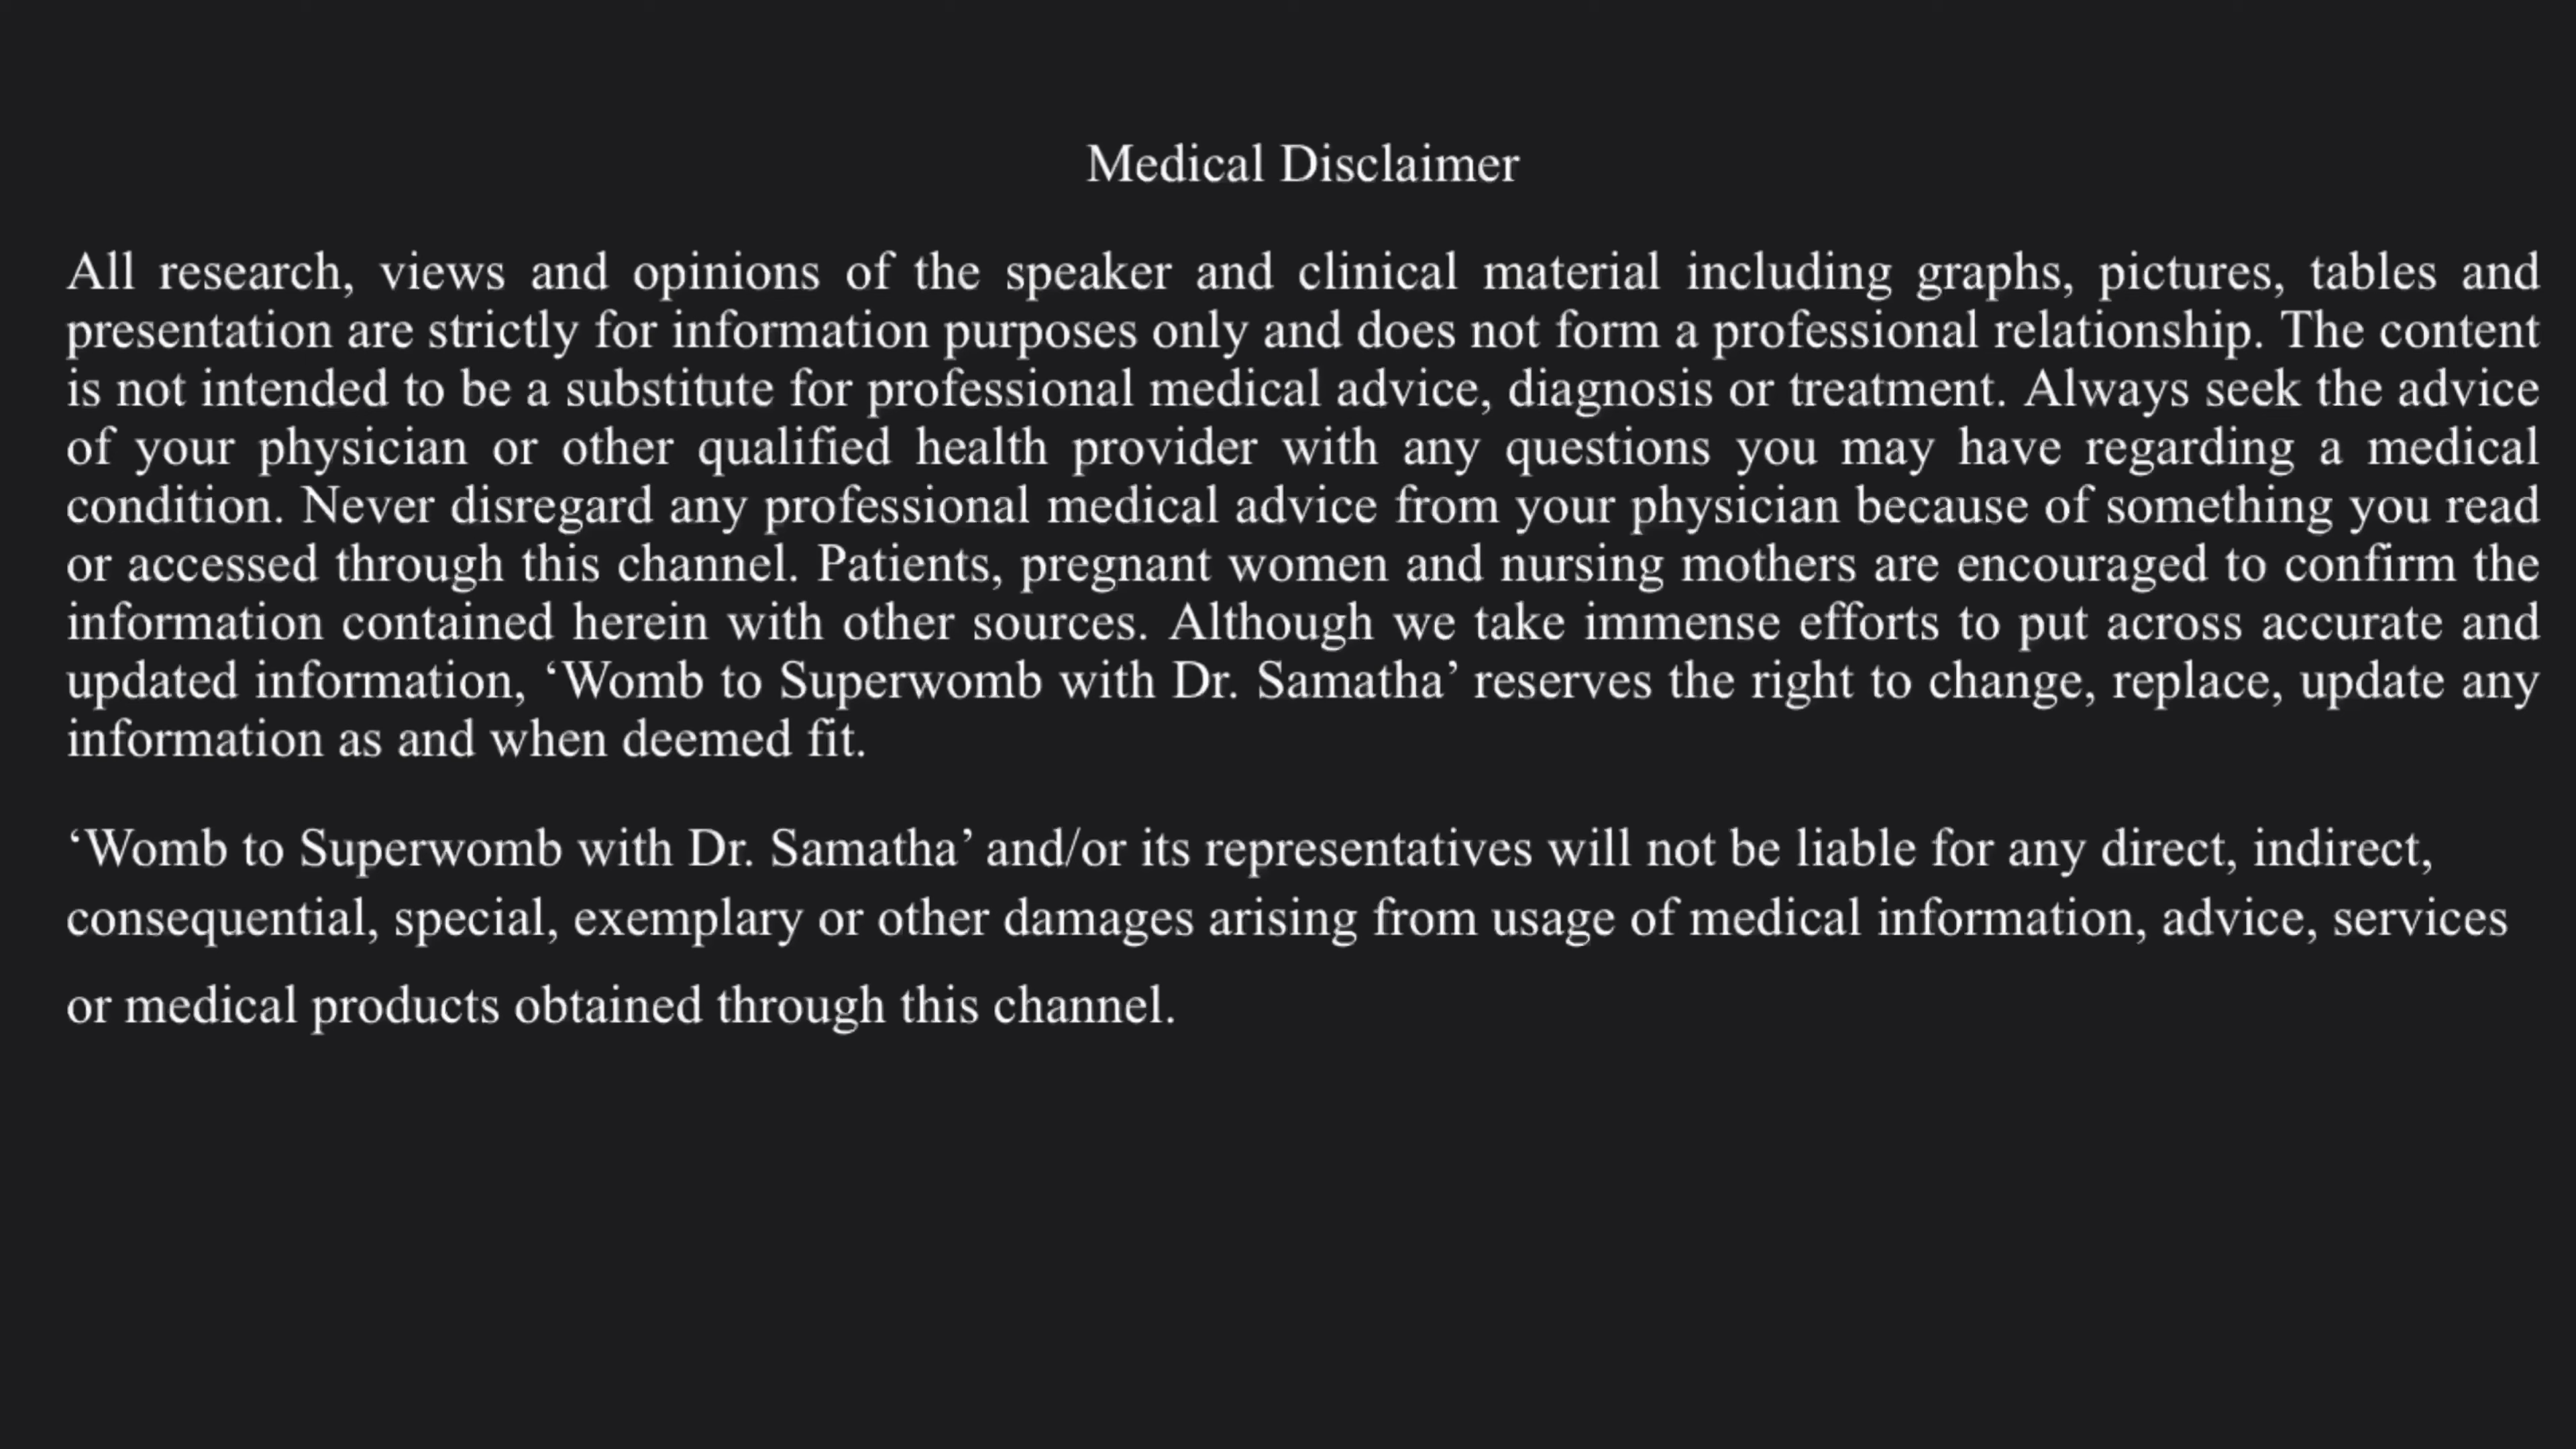 Medical Disclaimer
All research, views and opinions of the speaker and clinical material including graphs, pictures, tables and
presentation are strictly for information purposes only and does not form a professional relationship. The content
is not intended to be a substitute for professional medical advice, diagnosis or treatment. Always seek the advice
of your physician or other qualified health provider with any questions you may have regarding a medical
condition. Never disregard any professional medical advice from your physician because of something you read
or accessed through this channel. Patients, pregnant women and nursing mothers are encouraged to confirm the
information contained herein with other sources. Although we take immense efforts to put across accurate and
updated information, ‘Womb to Superwomb with Dr. Samatha’ reserves the right to change, replace, update any
information as and when deemed fit.
‘Womb to Superwomb with Dr. Samatha’ and/or its representatives will not be liable for any direct, indirect,
consequential, special, exemplary or other damages arising from usage of medical information, advice, services
or medical products obtained through this channel.